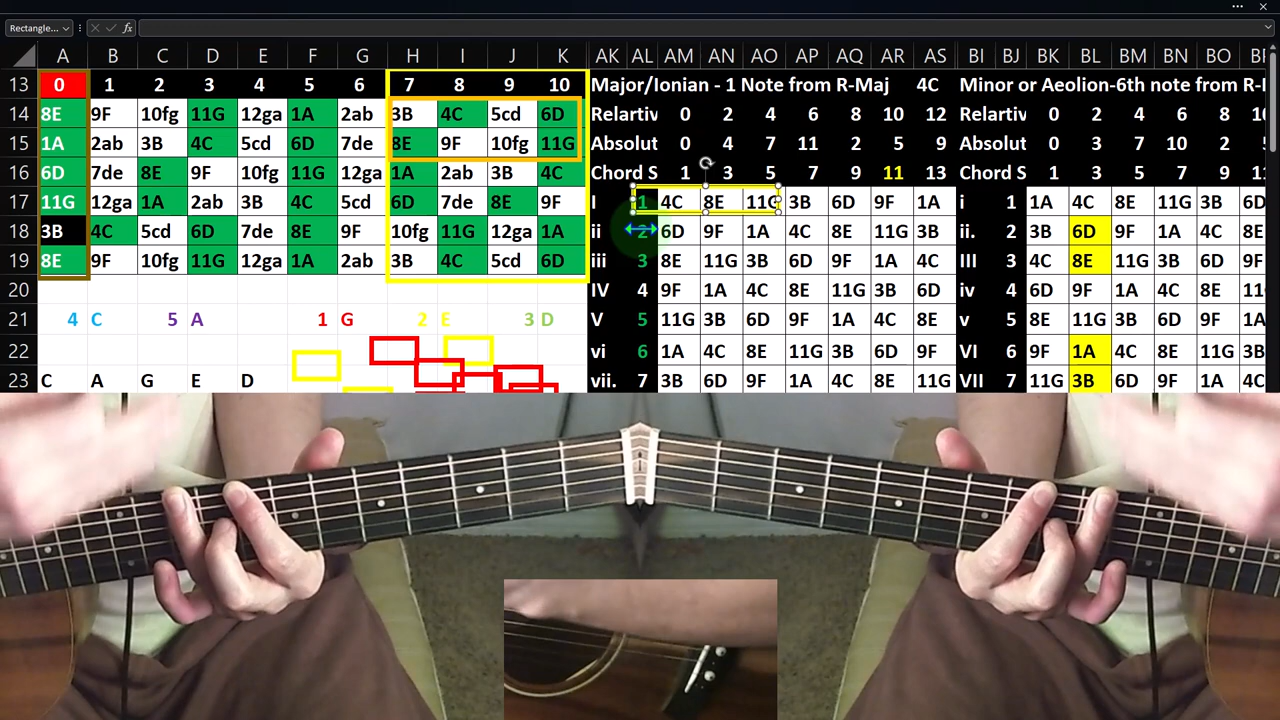 Rectangle... fx
A B C D E F G H I J K AK AL AM AN AO AP AQ AR AS BI BJ BK BL BM BN BO
13 0 1 2 3 4 5 6 7 8 9 10 Major/Ionian - 1 Note from R-Maj 4C Minor or Aeolion-6th note from R-
14 8E 9F 10fg 11G 12ga 1A 2ab 3B 4C 5cd 6D Relartiv 0 2 4 6 8 10 12 Relartiv 0 2 4 6 8
15 1A 2ab 3B 4C 5cd 6D 7de 8E 9F 10fg 11G Absolut 0 4 7 11 2 5 9 Absolut 0 3 7 10 2
16 6D 7de 8E 9F 10fg 11G 12ga 1A 2ab 3B 4C Chord S 1 3 5 7 9 11 13 Chord S 1 3 5 7 9
17 11G 12ga 1A 2ab 3B 4C 5cd 6D 7de 8E 9F I 1 4C 8E 11G 3B 6D 9F 1A i 1 1A 4C 8E 11G 3B 6D
18 3B 4C 5cd 6D 7de 8E 9F 10fg 11G 12ga 1A ii 2 6D 9F 1A 4C 8E 11G 3B ii. 2 3B 6D 9F 1A 4C 8E
19 8E 9F 10fg 11G 12ga 1A 2ab 3B 4C 5cd 6D iii 3 8E 11G 3B 6D 9F 1A 4C III 3 4C 8E 11G 3B 6D 9F
20 IV 4 9F 1A 4C 8E 11G 3B 6D iv 4 6D 9F 1A 4C 8E 11
21 4 C 5 A 1 G 2 E 3 D V 5 11G 3B 6D 9F 1A 4C 8E v 5 8E 11G 3B 6D 9F 1A
22 vi 6 1A 4C 8E 11G 3B 6D 9F VI 6 9F 1A 4C 8E 11G 3B
23 C A G E D vii. 7 3B 6D 9F 1A 4C 8E 11G VII 7 11G 3B 6D 9F 1A 4C